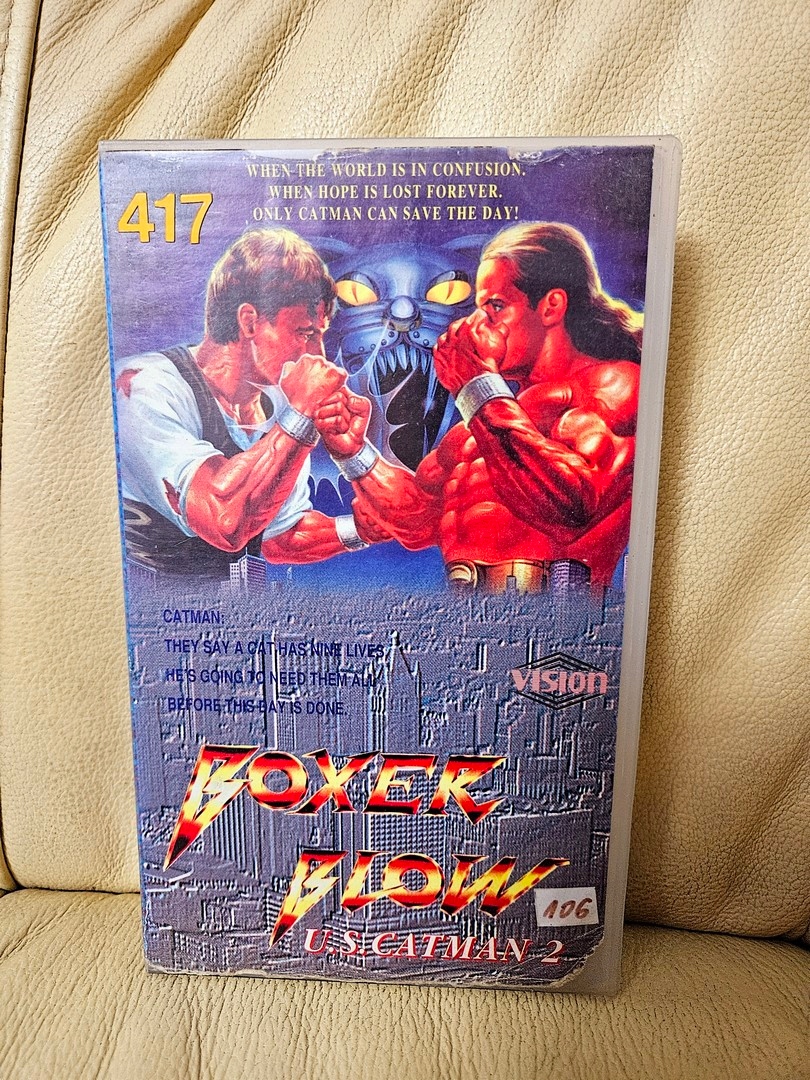 WHEN THE WORLD IS IN CONFUSION.
WHEN HOPE IS LOST FOREVER.
ONLY CATMAN CAN SAVE THE DAY!
417
CATMAN:
THEY SAY A CAT HAS NINE LIVES
HE'S GOING TO NEED THEM ALL
BEFORE THIS DAY IS DONE.
VISION
BOXER
BLOW
106
U.S. CATMAN 2